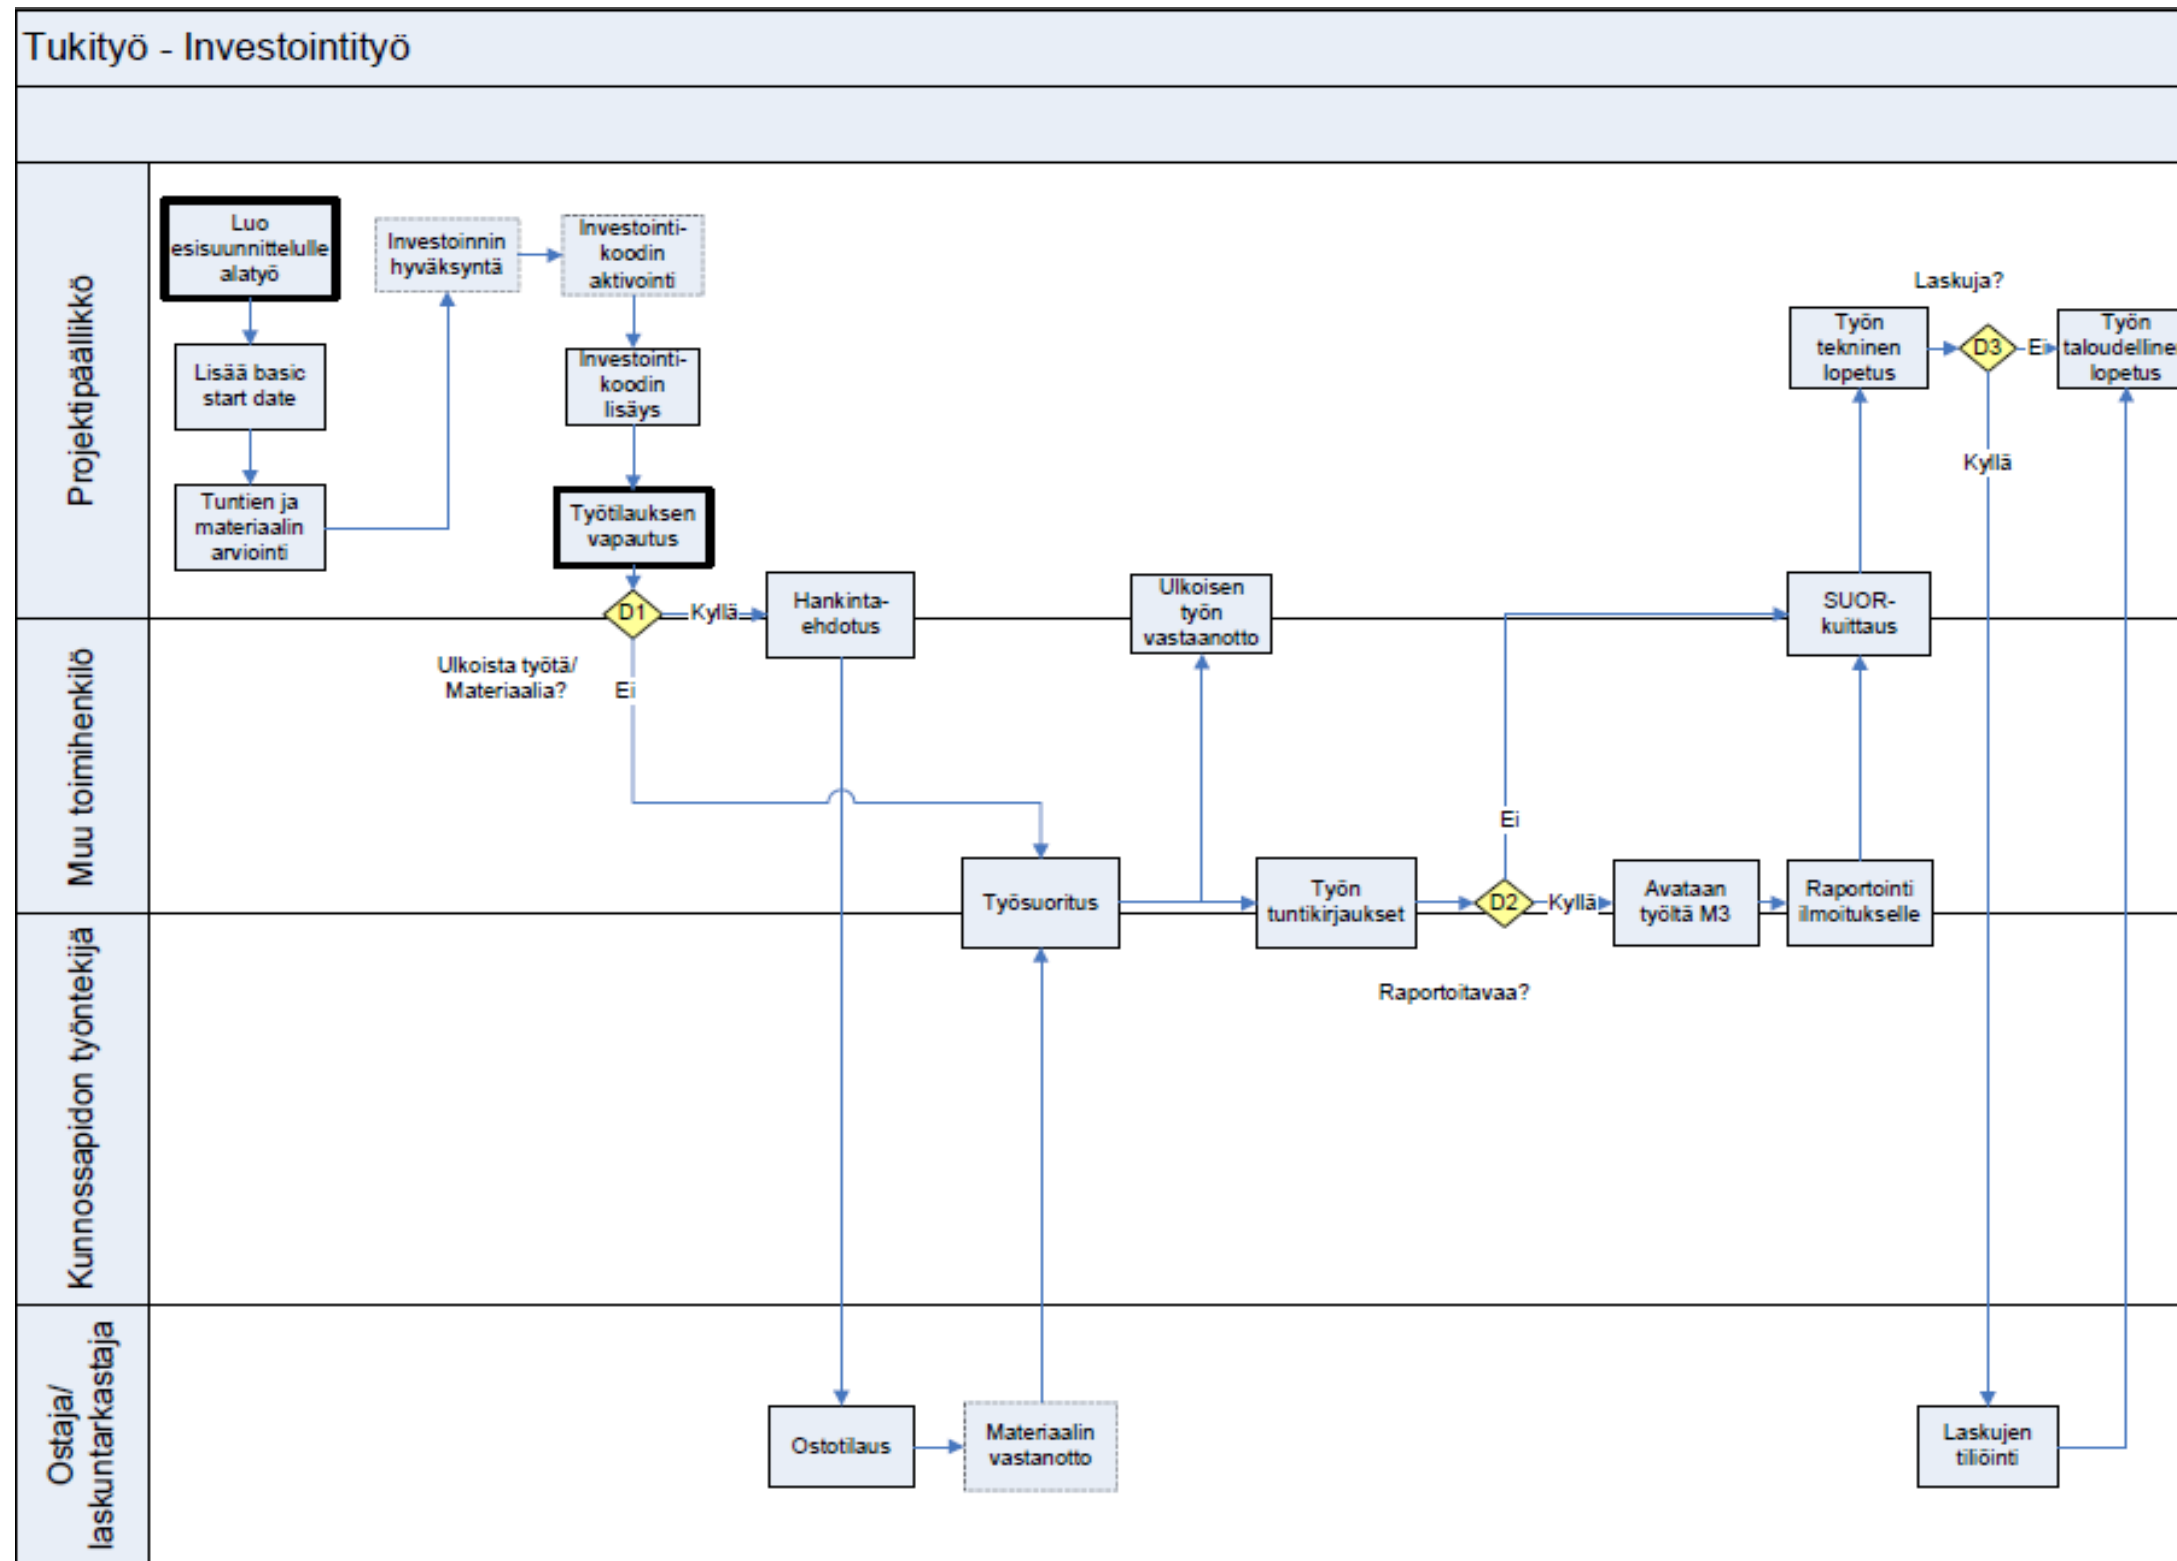 Tukityö - Investointityö
Projektipäällikkö
Luo
esisuunnittelulle
alatyö
Lisää basic
start date
Tuntien ja
materiaalin
arviointi
Investoinnin
hyväksyntä
Investointi-
koodin
aktivointi
Investointi-
koodin
lisäys
Työtilauksen
vapautus
D1
Kyllä
Hankinta-
ehdotus
Ulkoisen
työn
vastaanotto
SUOR-
kuittaus
Työn
tekninen
lopetus
Laskuja?
D3
Ei
Kyllä
Työn
taloudellinen
lopetus
Muu toimihenkilö
Ulkoista työtä/
Materiaalia?
Ei
Työsuoritus
Työn
tuntikirjaukset
Ei
D2
Kyllä
Avataan
työltä M3
Raportointi
ilmoitukselle
Kunnossapidon työntekijä
Raportoitavaa?
Ostaja/
laskuntarkastaja
Ostotilaus
Materiaalin
vastanotto
Laskujen
tiliöinti